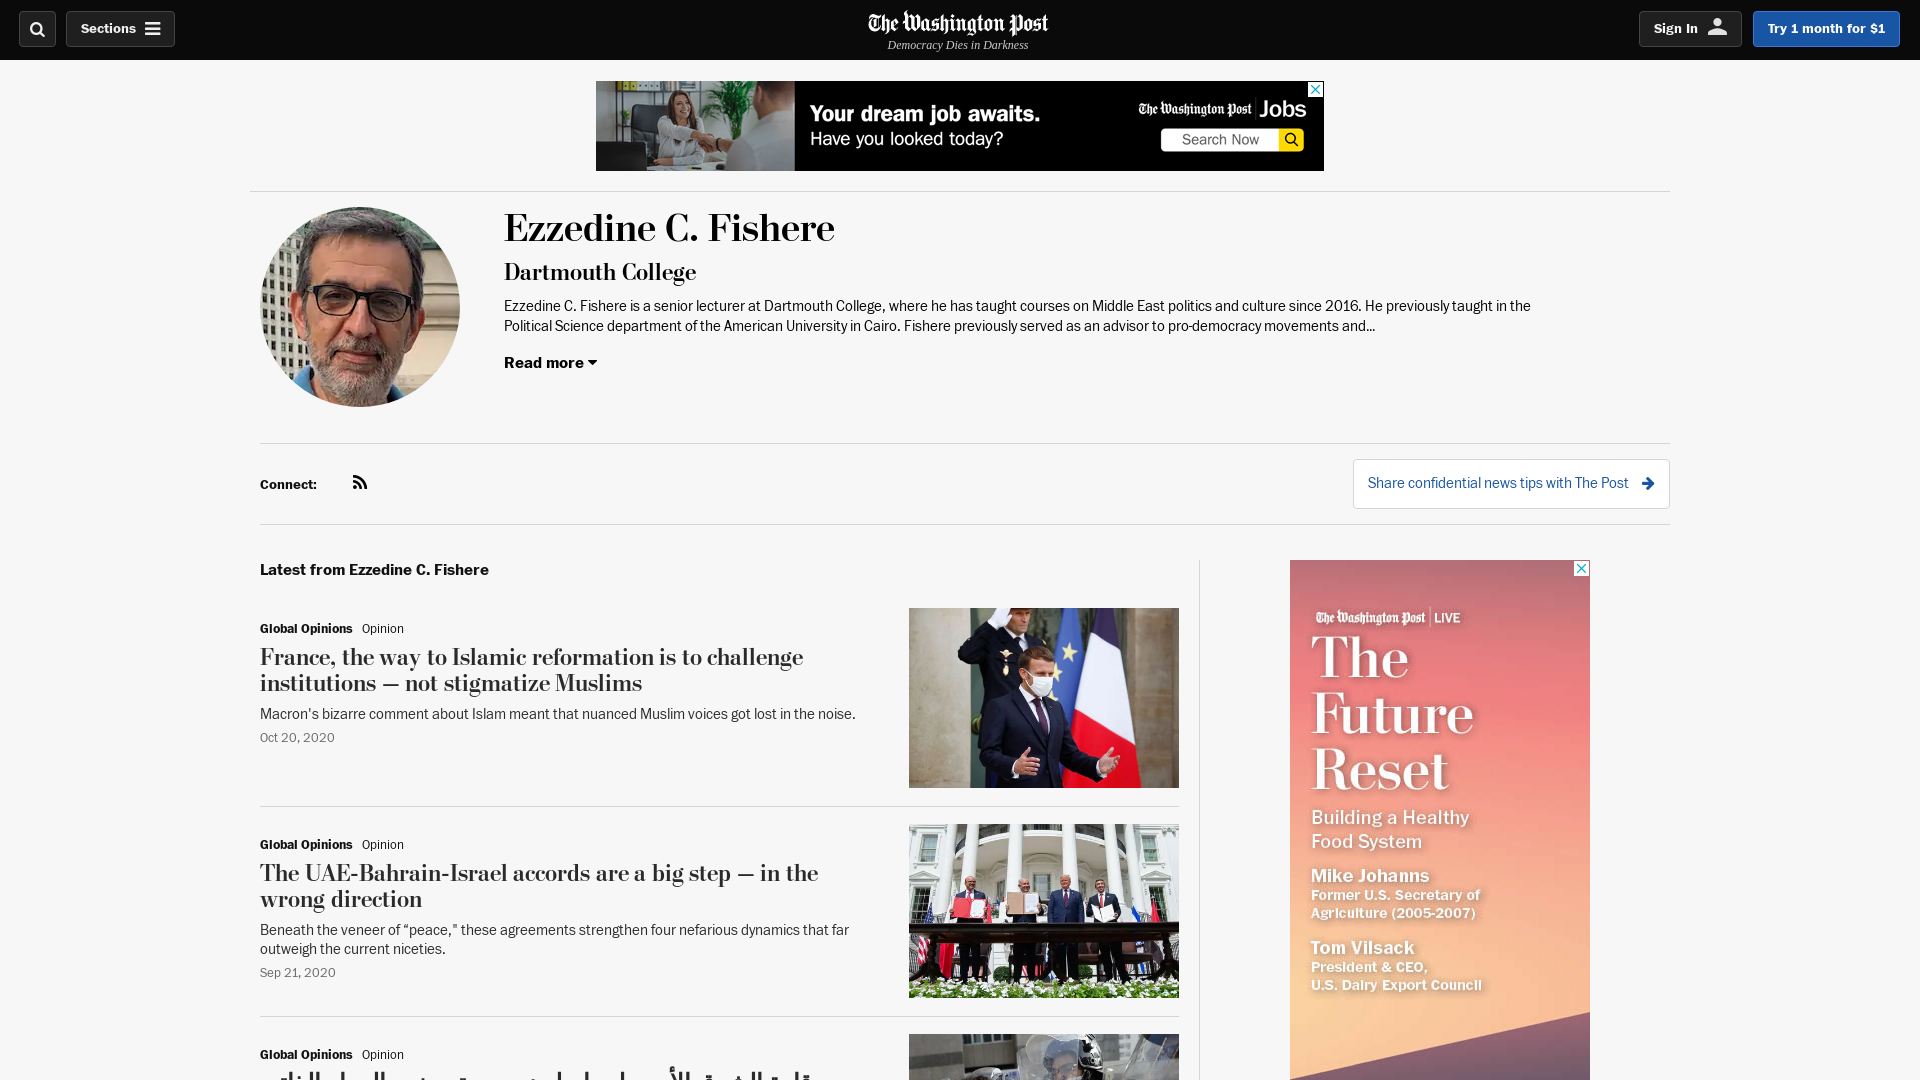 Sections
The Washington Post
Democracy Dies in Darkness
Sign In
Try 1 month for $1
Your dream job awaits.
Have you looked today?
The Washington Post Jobs
Search Now
Ezzedine C. Fishere
Dartmouth College
Ezzedine C. Fishere is a senior lecturer at Dartmouth College, where he has taught courses on Middle East politics and culture since 2016. He previously taught in the
Political Science department of the American University in Cairo. Fishere previously served as an advisor to pro-democracy movements and...
Read more
Connect:
Share confidential news tips with The Post
Latest from Ezzedine C. Fishere
Global Opinions Opinion
France, the way to Islamic reformation is to challenge
institutions — not stigmatize Muslims
Macron's bizarre comment about Islam meant that nuanced Muslim voices got lost in the noise.
Oct 20, 2020
Global Opinions Opinion
The UAE-Bahrain-Israel accords are a big step — in the
wrong direction
Beneath the veneer of “peace," these agreements strengthen four nefarious dynamics that far
outweigh the current niceties.
Sep 21, 2020
Global Opinions Opinion
The Washington Post LIVE
The
Future
Reset
Building a Healthy
Food System
Mike Johanns
Former U.S. Secretary of
Agriculture (2005-2007)
Tom Vilsack
President & CEO,
U.S. Dairy Export Council